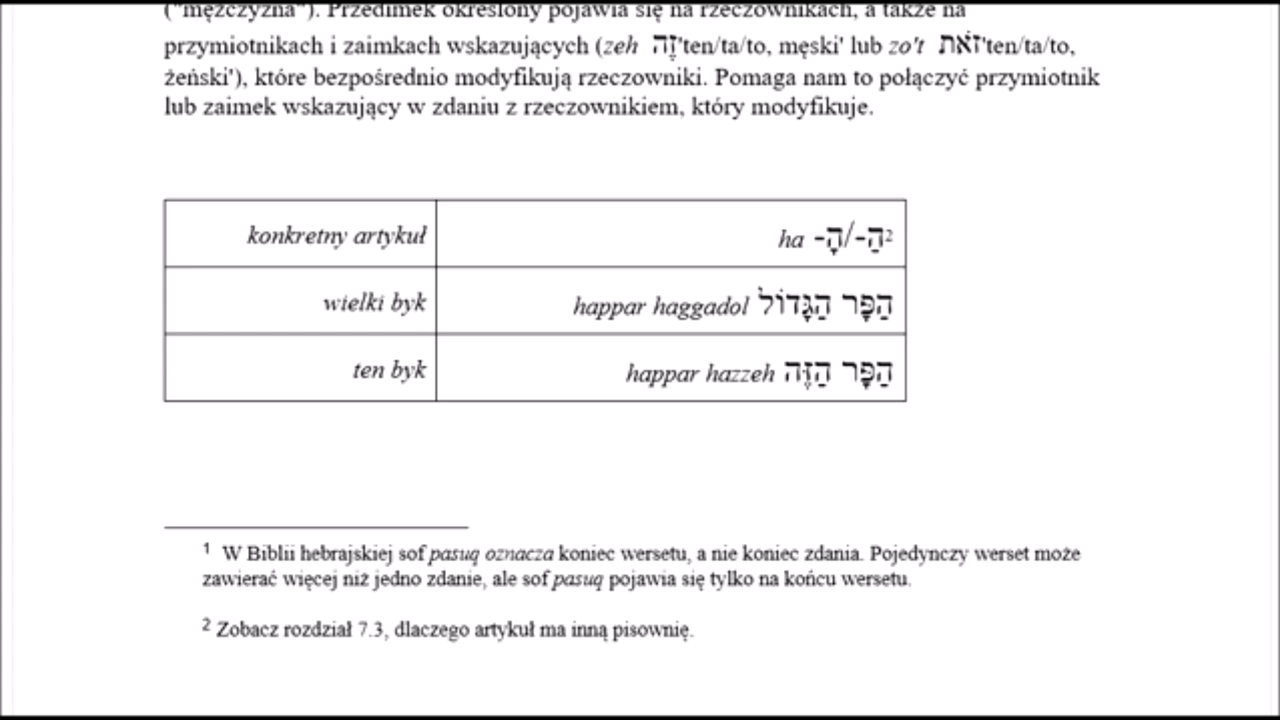 ("mężczyzna"). Przedimek określony pojawia się na rzeczownikach, a także na
przymiotnikach i zaimkach wskazujących (zeh זֶה'ten/ta/to, męski' lub zo't זֹאת'ten/ta/to,
żeński'), które bezpośrednio modyfikują rzeczowniki. Pomaga nam to połączyć przymiotnik
lub zaimek wskazujący w zdaniu z rzeczownikiem, który modyfikuje.
konkretny artykuł ha הַ-/הָ-2
wielki byk happar haggadol הַפָּר הַגָּדוֹל
ten byk happar hazzeh הַפָּר הַזֶּה
1 W Biblii hebrajskiej sof pasuq oznacza koniec wersetu, a nie koniec zdania. Pojedynczy werset może
zawierać więcej niż jedno zdanie, ale sof pasuq pojawia się tylko na końcu wersetu.
2 Zobacz rozdział 7.3, dlaczego artykuł ma inną pisownię.